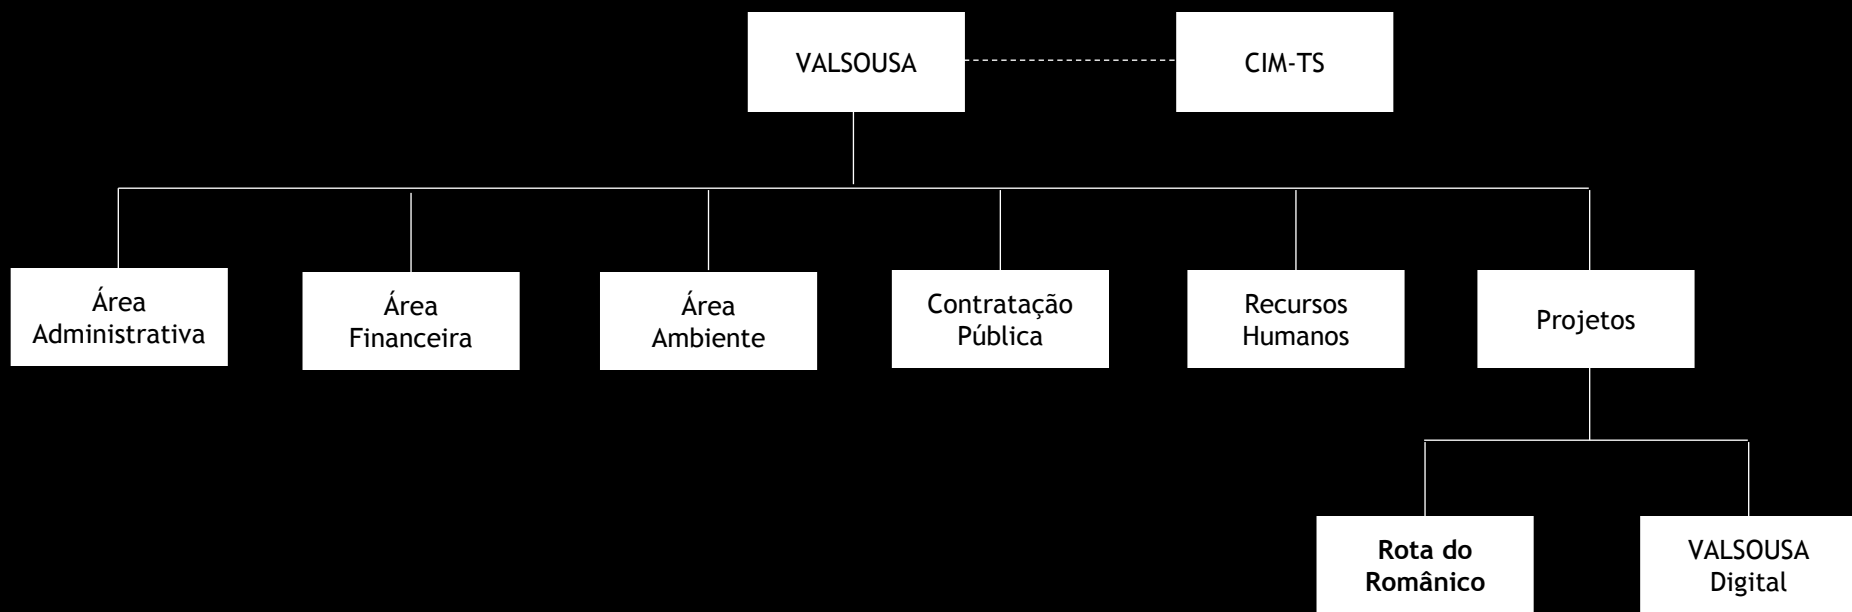 VALSOUSA
CIM-TS
Área
Administrativa
Área
Financeira
Área
Ambiente
Contratação
Pública
Recursos
Humanos
Projetos
Rota do
Românico
VALSOUSA
Digital